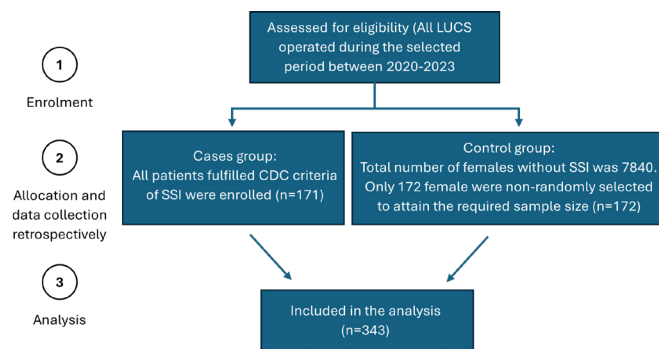 Assessed for eligibility (All LUCS
operated during the selected
period between 2020-2023
1
Enrolment
Cases group:
All patients fulfilled CDC criteria
of SSI were enrolled (n=171)
Control group:
Total number of females without SSI was 7840.
Only 172 female were non-randomly selected
to attain the required sample size (n=172)
2
Allocation and
data collection
retrospectively
3
Analysis
Included in the analysis
(n=343)